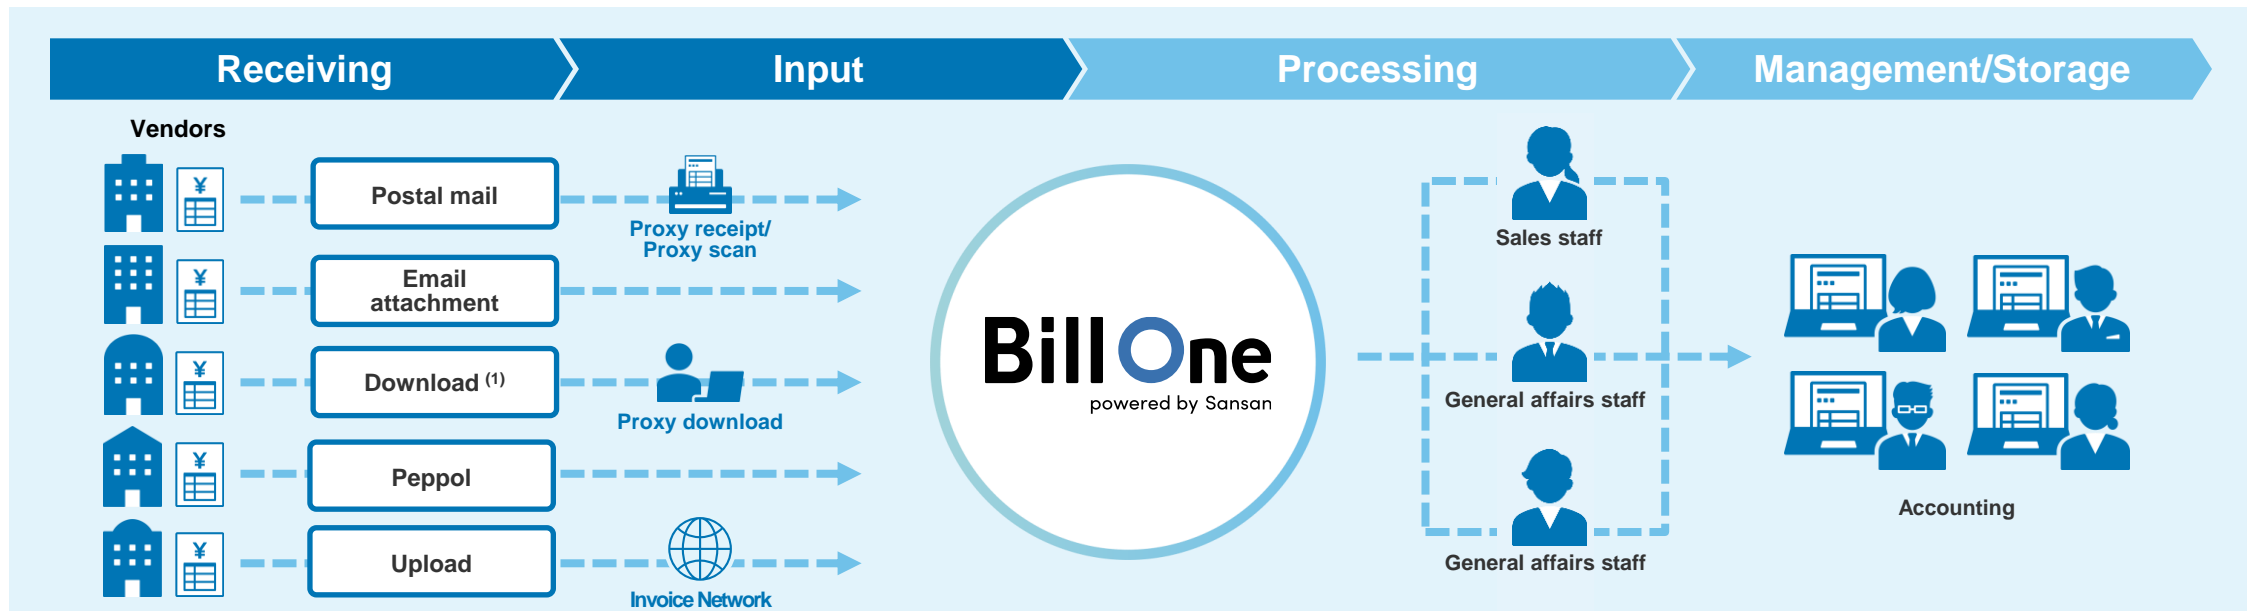 Receiving
Input
Processing
Management/Storage
Vendors
¥
Postal mail
Proxy receipt/
Proxy scan
¥
Email
attachment
¥
Download (1)
Proxy download
¥
Peppol
¥
Upload
Invoice Network
Bill One
powered by Sansan
Sales staff
General affairs staff
General affairs staff
Accounting